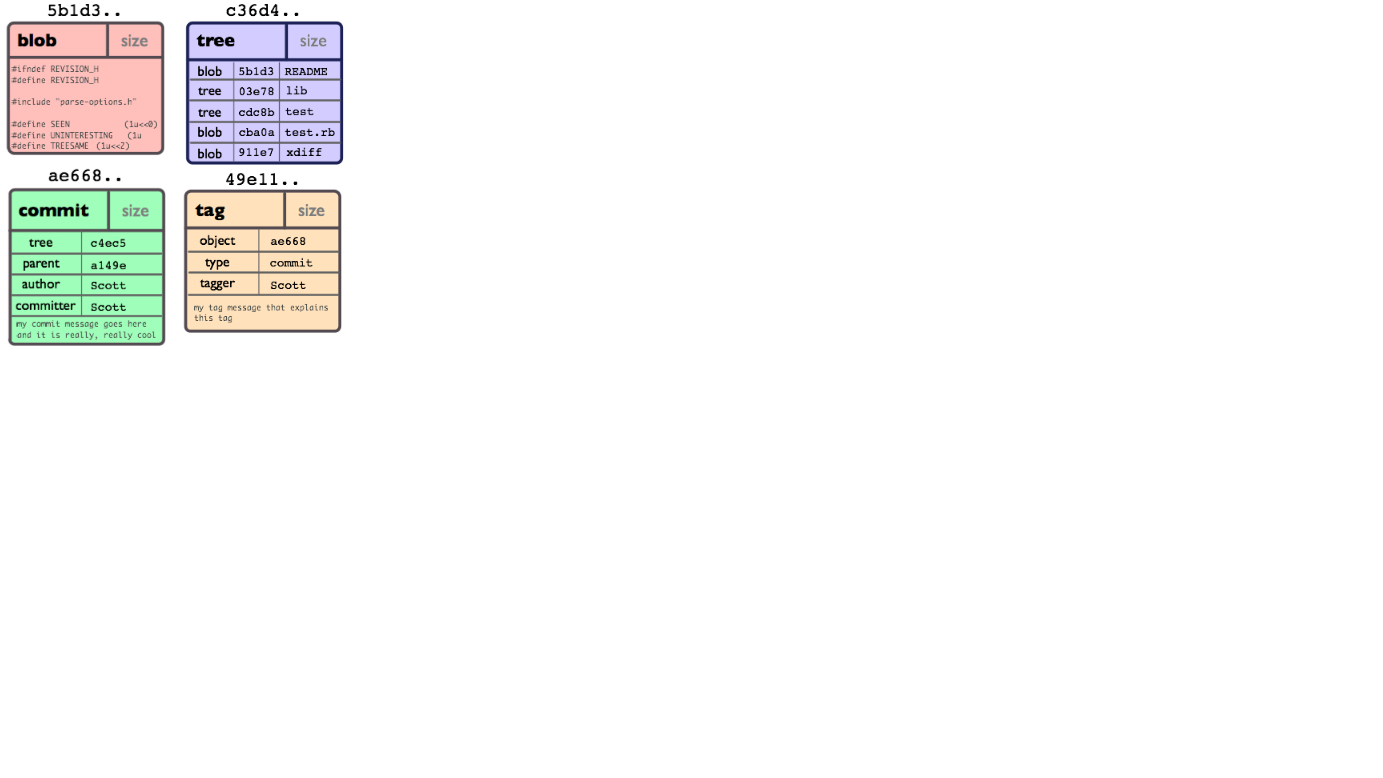 5b1d3..
blob size
#ifndef REVISION_H
#define REVISION_H
#include "parse-options.h"
#define SEEN (1u<<0)
#define UNINTERESTING (1u
#define TREESAME (1u<<2)
c36d4..
tree size
blob 5b1d3 README
tree 03e78 lib
tree cdc8b test
blob cba0a test.rb
blob 911e7 xdiff
ae668..
commit size
tree c4ec5
parent a149e
author Scott
committer Scott
my commit message goes here
and it is really, really cool
49e11..
tag size
object ae668
type commit
tagger Scott
my tag message that explains
this tag